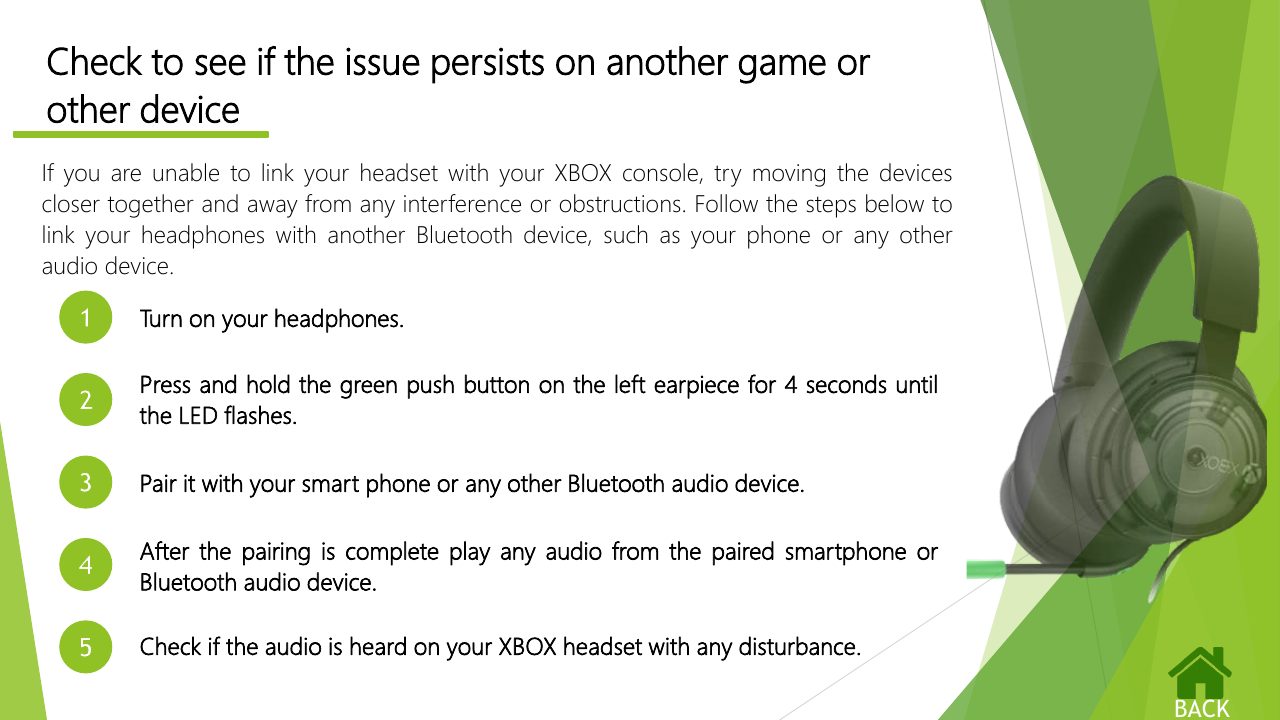 Check to see if the issue persists on another game or
other device
If you are unable to link your headset with your XBOX console, try moving the devices
closer together and away from any interference or obstructions. Follow the steps below to
link your headphones with another Bluetooth device, such as your phone or any other
audio device.
1 Turn on your headphones.
2 Press and hold the green push button on the left earpiece for 4 seconds until
the LED flashes.
3 Pair it with your smart phone or any other Bluetooth audio device.
4 After the pairing is complete play any audio from the paired smartphone or
Bluetooth audio device.
5 Check if the audio is heard on your XBOX headset with any disturbance.
XBOX
BACK